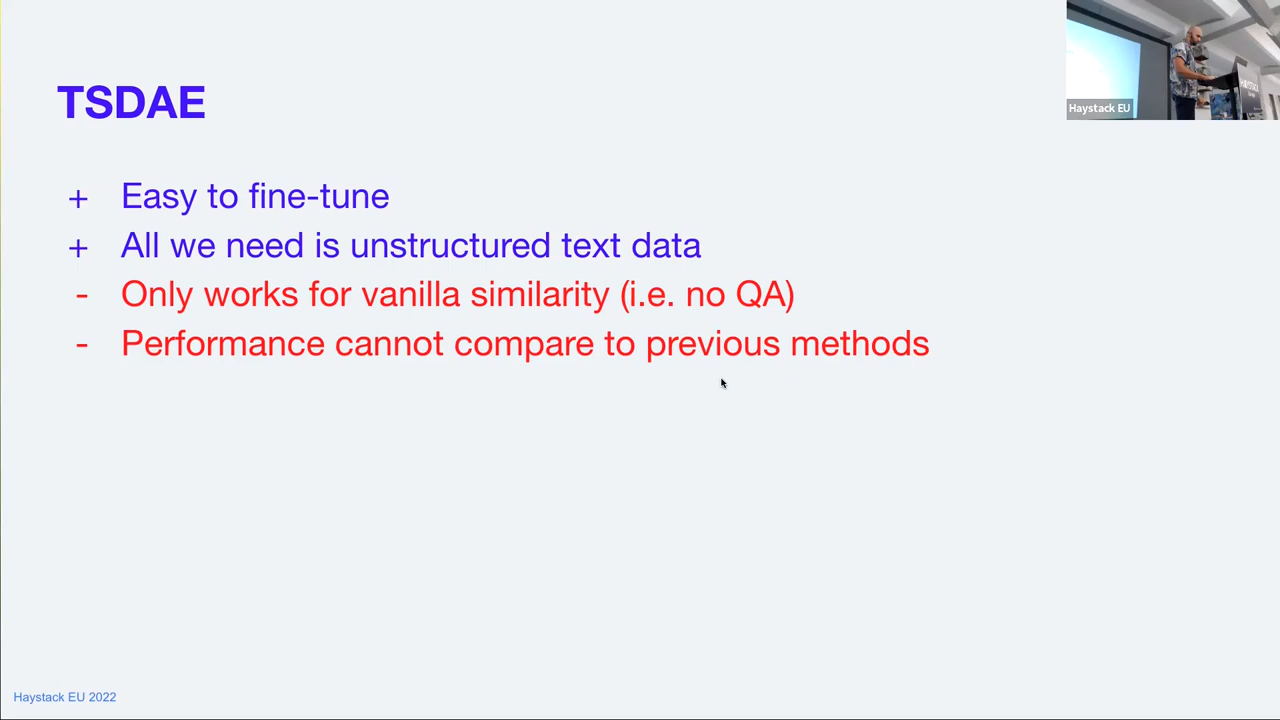 TSDAE
+ Easy to fine-tune
+ All we need is unstructured text data
- Only works for vanilla similarity (i.e. no QA)
- Performance cannot compare to previous methods
Haystack EU
HAYSTACK
Haystack EU 2022